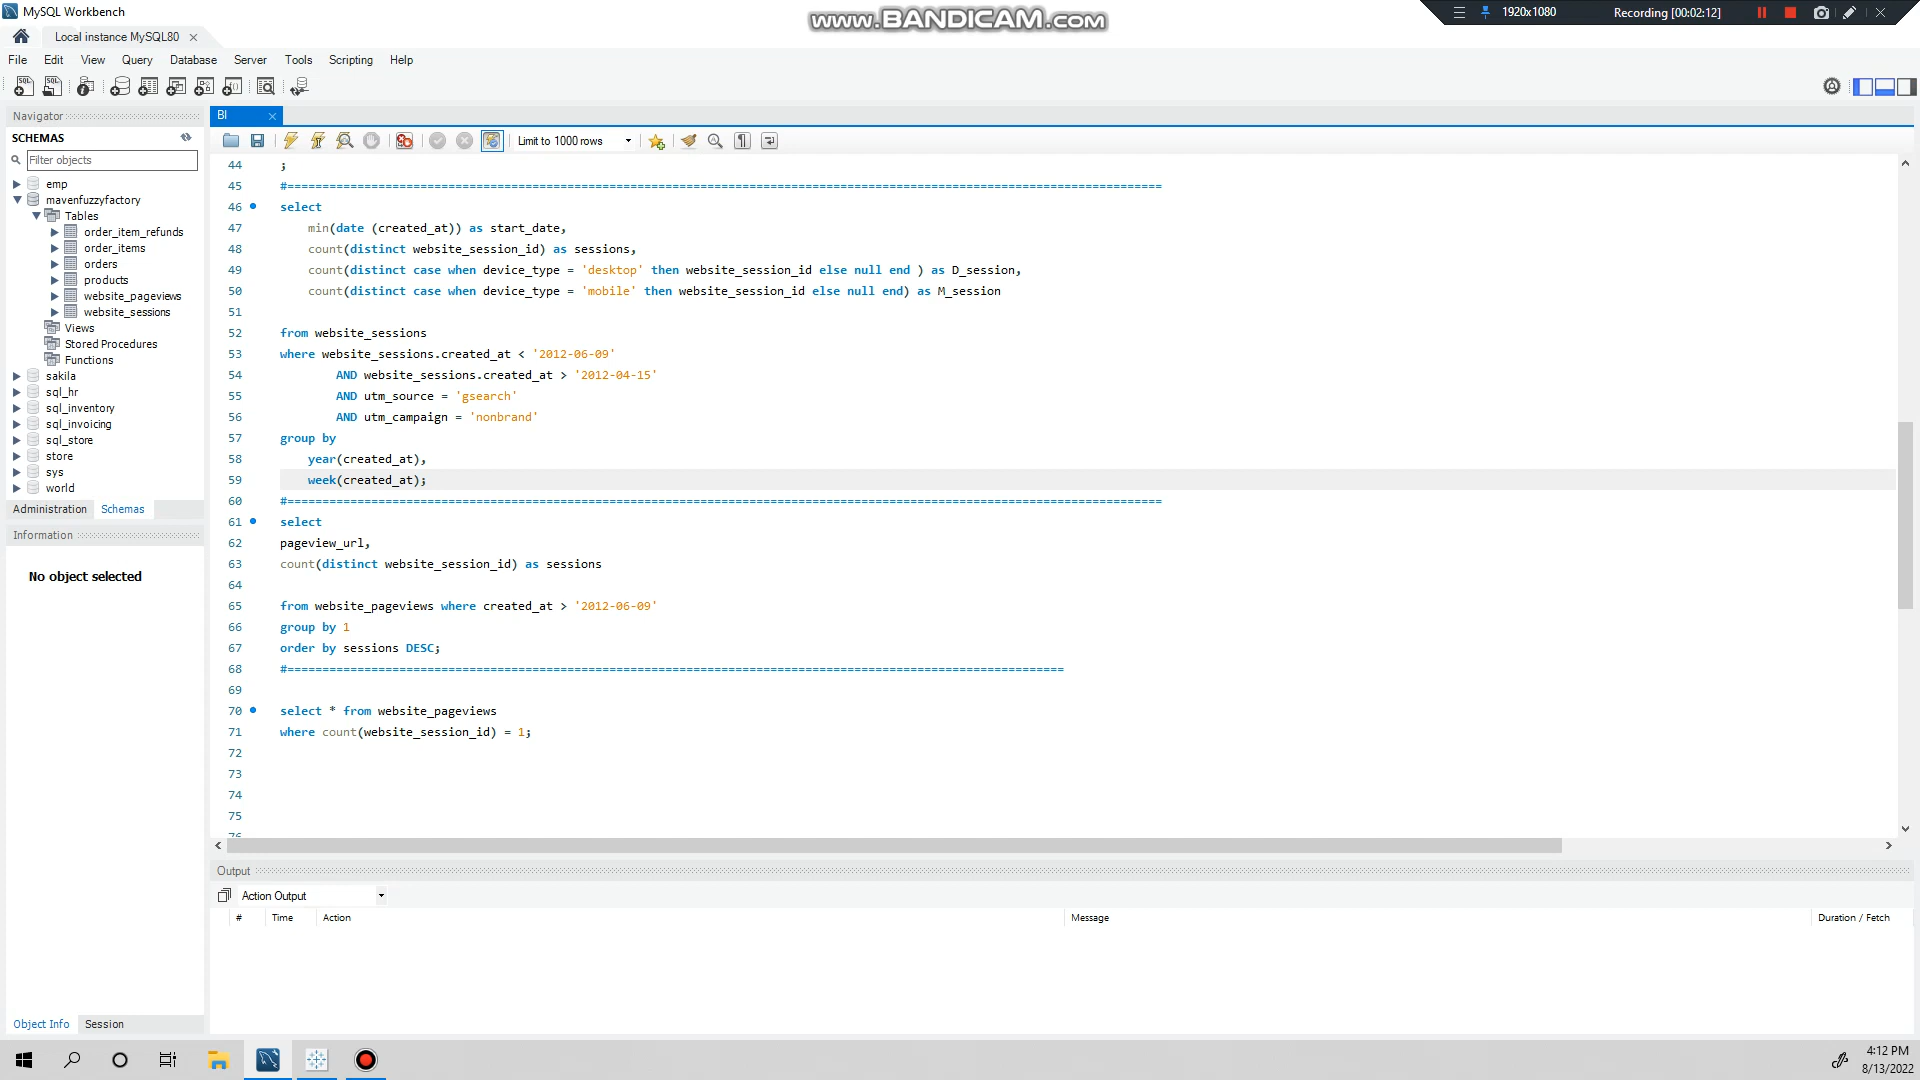 MySQL Workbench
www.BANDICAM.com
1920x1080
Recording [00:02:12]
Local instance MySQL80
File Edit View Query Database Server Tools Scripting Help
Navigator
BI
SCHEMAS
Limit to 1000 rows
Filter objects
emp
mavenfuzzyfactory
Tables
order_item_refunds
order_items
orders
products
website_pageviews
website_sessions
Views
Stored Procedures
Functions
sakila
sql_hr
sql_inventory
sql_invoicing
sql_store
store
sys
world
Administration Schemas
Information
No object selected
Object Info Session
44 ;
45 #=============================================================================================================================
46 select
47 min(date (created_at)) as start_date,
48 count(distinct website_session_id) as sessions,
49 count(distinct case when device_type = 'desktop' then website_session_id else null end ) as D_session,
50 count(distinct case when device_type = 'mobile' then website_session_id else null end) as M_session
51
52 from website_sessions
53 where website_sessions.created_at < '2012-06-09'
54 AND website_sessions.created_at > '2012-04-15'
55 AND utm_source = 'gsearch'
56 AND utm_campaign = 'nonbrand'
57 group by
58 year(created_at),
59 week(created_at);
60 #=============================================================================================================================
61 select
62 pageview_url,
63 count(distinct website_session_id) as sessions
64
65 from website_pageviews where created_at > '2012-06-09'
66 group by 1
67 order by sessions DESC;
68 #===============================================================================================================
69
70 select * from website_pageviews
71 where count(website_session_id) = 1;
72
73
74
75
76
Output
Action Output
# Time Action Message Duration / Fetch
4:12 PM
8/13/2022